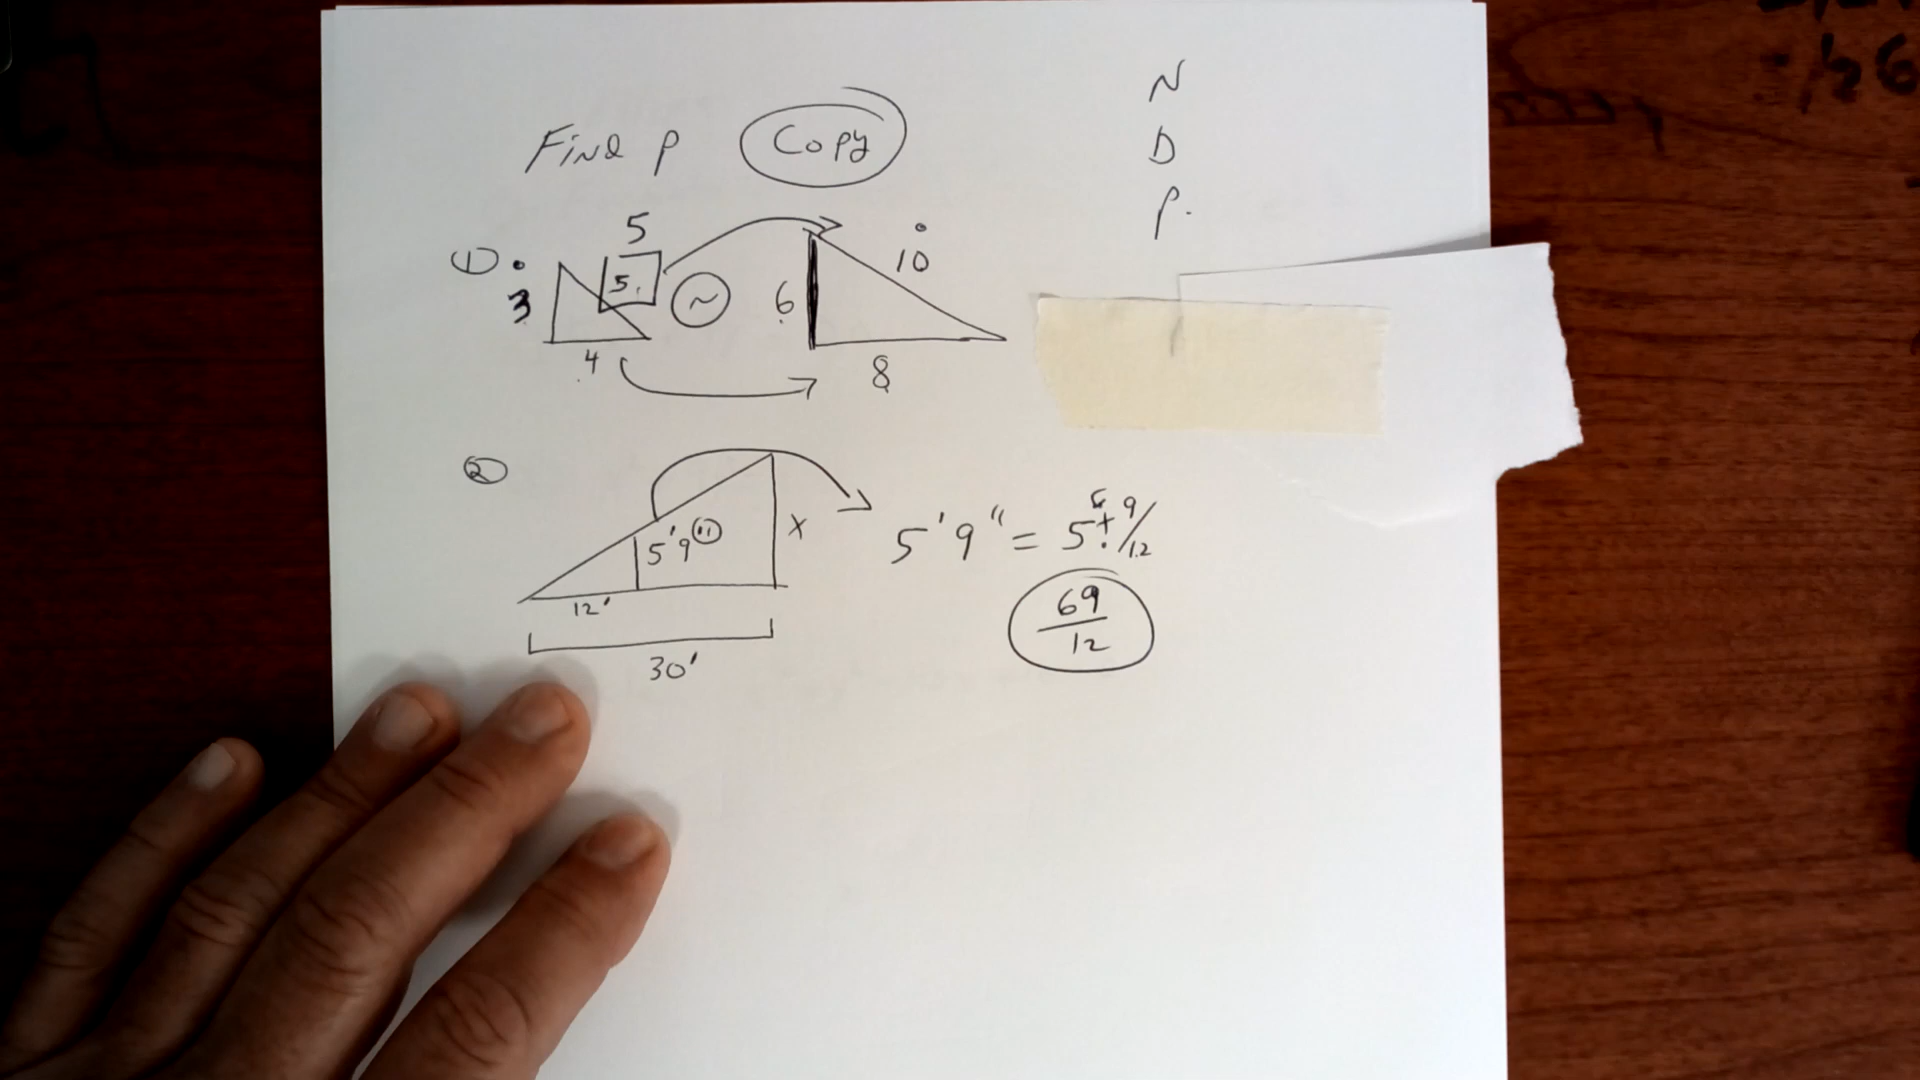 Find p Copy
N
D
P.
① 5
3 5. ~ 6 10
4 8
②
5'9" x
12'
30'
5'9" = 5 + 9/12
69/12
= 126